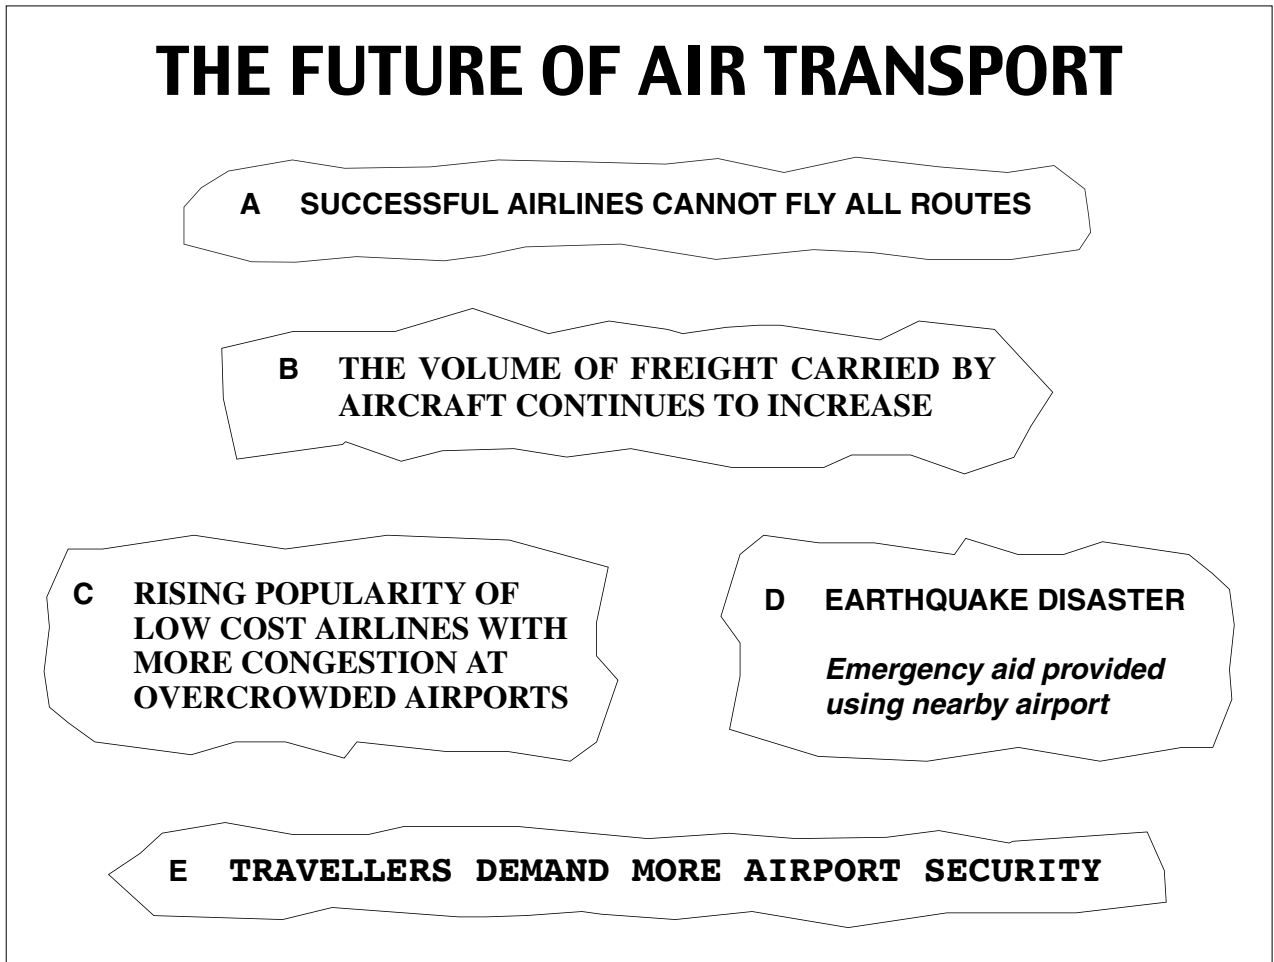 THE FUTURE OF AIR TRANSPORT
A SUCCESSFUL AIRLINES CANNOT FLY ALL ROUTES
B THE VOLUME OF FREIGHT CARRIED BY
AIRCRAFT CONTINUES TO INCREASE
C RISING POPULARITY OF
LOW COST AIRLINES WITH
MORE CONGESTION AT
OVERCROWDED AIRPORTS
D EARTHQUAKE DISASTER
Emergency aid provided
using nearby airport
E TRAVELLERS DEMAND MORE AIRPORT SECURITY